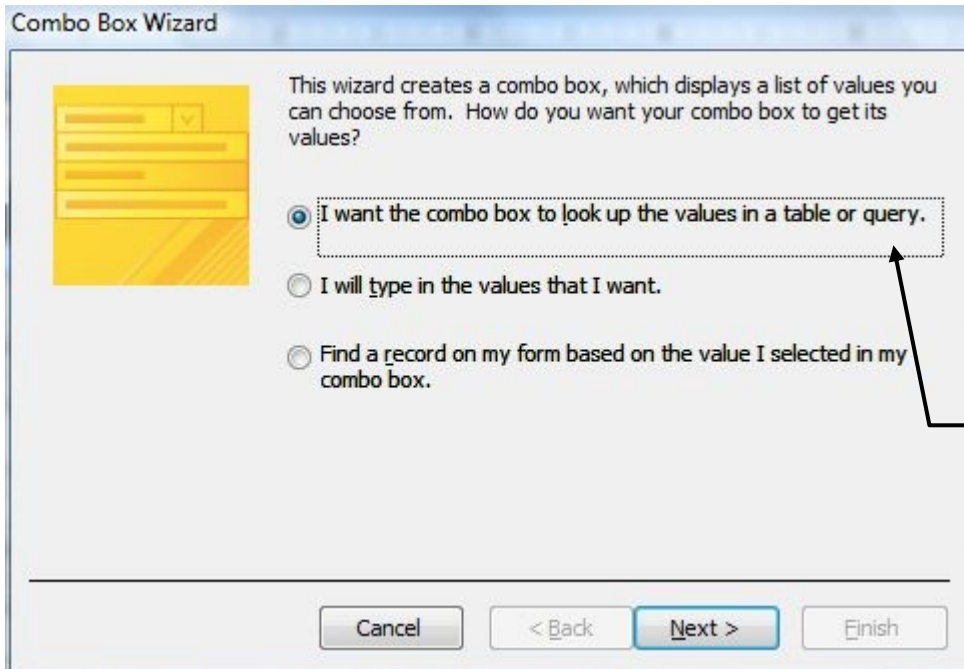 Combo Box Wizard
This wizard creates a combo box, which displays a list of values you
can choose from.  How do you want your combo box to get its
values?
I want the combo box to look up the values in a table or query.
I will type in the values that I want.
Find a record on my form based on the value I selected in my
combo box.
Cancel
< Back
Next >
Finish